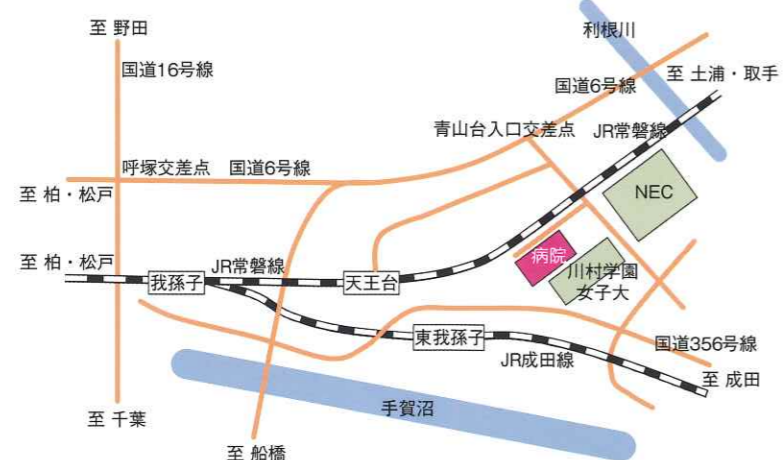 至 野田
国道16号線
利根川
国道6号線
至 土浦・取手
青山台入口交差点
JR常磐線
呼塚交差点
国道6号線
至 柏・松戸
NEC
至 柏・松戸
JR常磐線
病院
川村学園
女子大
我孫子
天王台
東我孫子
国道356号線
JR成田線
至 成田
手賀沼
至 千葉
至 船橋